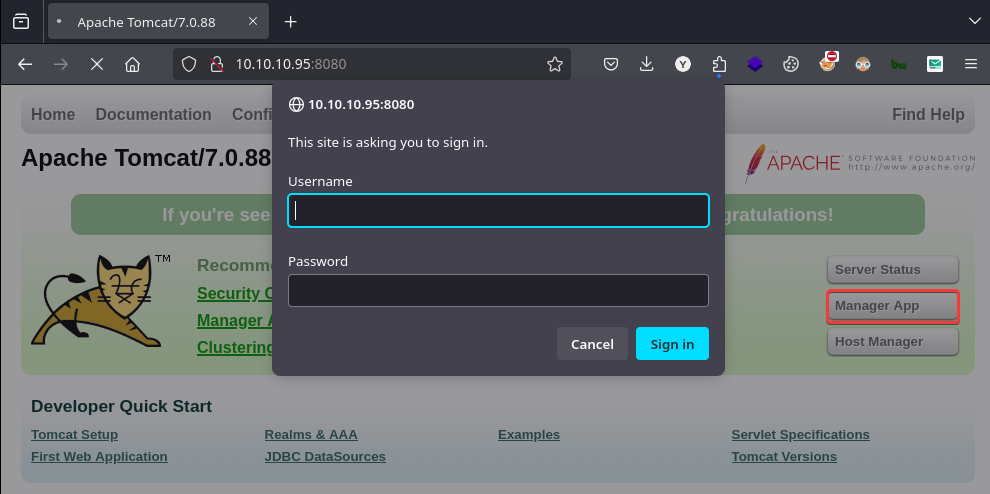 Apache Tomcat/7.0.88
10.10.10.95:8080
Home Documentation Confi Find Help
10.10.10.95:8080
This site is asking you to sign in.
Apache Tomcat/7.0.88
THE APACHE SOFTWARE FOUNDATION
http://www.apache.org/
Username
If you're see gratulations!
TM
Recomm
Security C
Manager A
Clustering
Password
Cancel Sign in
Server Status
Manager App
Host Manager
Developer Quick Start
Tomcat Setup Realms & AAA Examples Servlet Specifications
First Web Application JDBC DataSources Tomcat Versions